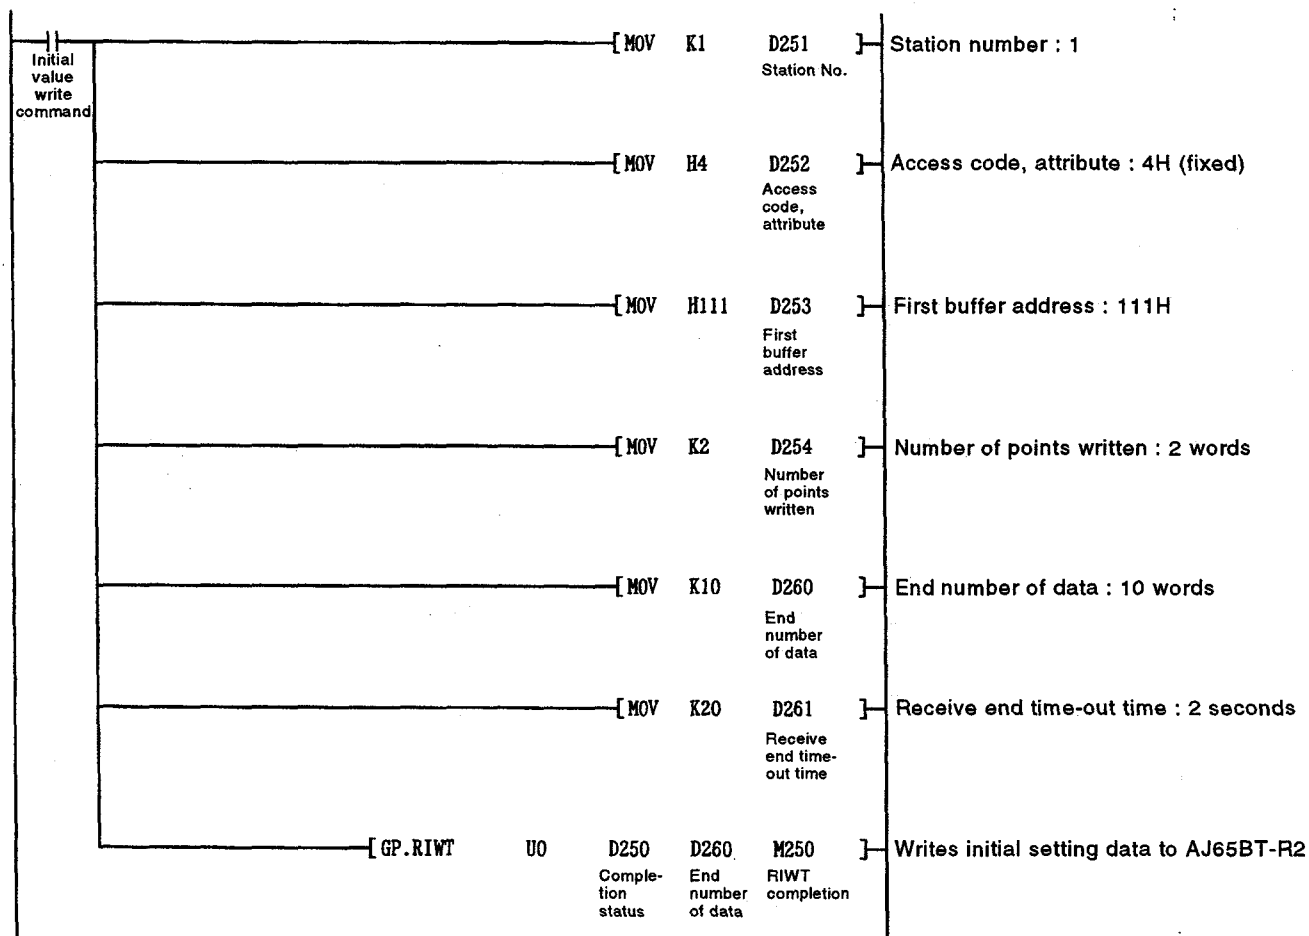 [ MOV K1 D251 ] Station number : 1
Initial
value
write
command
Station No.
[ MOV H4 D252 ] Access code, attribute : 4H (fixed)
Access
code,
attribute
[ MOV H111 D253 ] First buffer address : 111H
First
buffer
address
[ MOV K2 D254 ] Number of points written : 2 words
Number
of points
written
[ MOV K10 D260 ] End number of data : 10 words
End
number
of data
[ MOV K20 D261 ] Receive end time-out time : 2 seconds
Receive
end time-
out time
[ GP.RIWT U0 D250 D260 M250 ] Writes initial setting data to AJ65BT-R2
Comple-
tion
status
End
number
of data
RIWT
completion